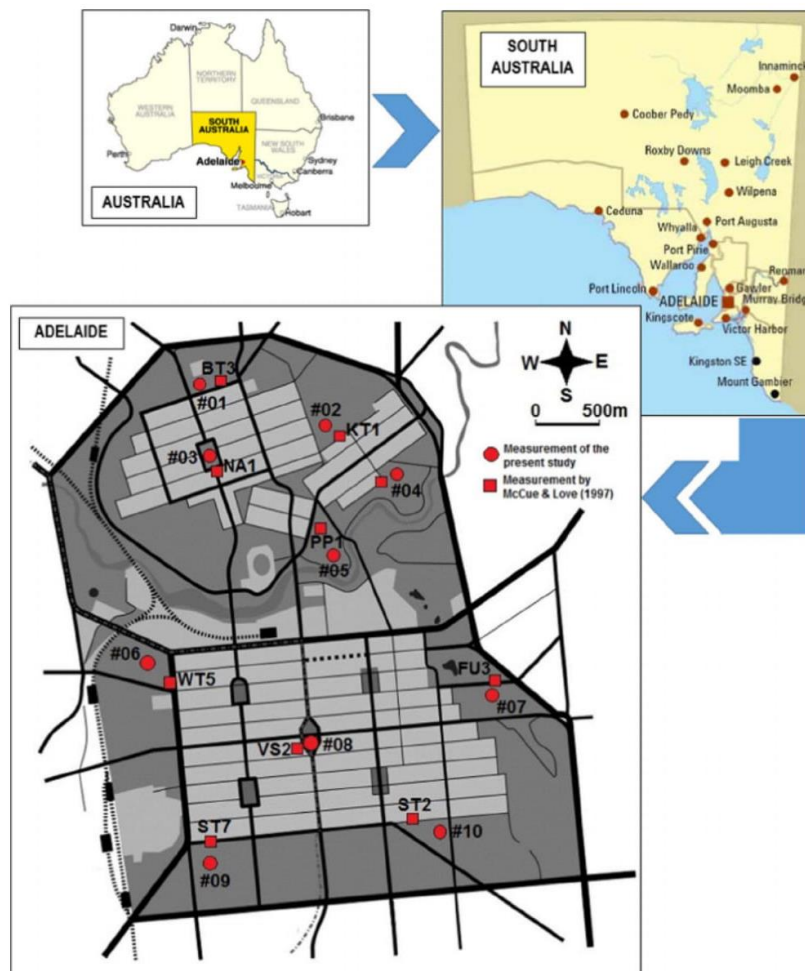 Darwin
NORTHERN
TERRITORY
WESTERN
AUSTRALIA
QUEENSLAND
SOUTH
AUSTRALIA
Brisbane
NEW SOUTH
WALES
Perth
Adelaide
Sydney
Canberra
Melbourne
TASMANIA
Hobart
AUSTRALIA
SOUTH
AUSTRALIA
Innaminck
Moomba
Coober Pedy
Roxby Downs
Leigh Creek
Wilpena
Ceduna
Port Augusta
Whyalla
Port Pirie
Wallaroo
Renmar
Port Lincoln
Gawler
ADELAIDE
Murray Bridg
Kingscote
Victor Harbor
Kingston SE
Mount Gambier
ADELAIDE
N
W E
S
0 500m
Measurement of the
present study
Measurement by
McCue & Love (1997)
BT3
#01
#02
KT1
#03
NA1
#04
PP1
#05
#06
WT5
FU3
#07
VS2
#08
ST2
#10
ST7
#09